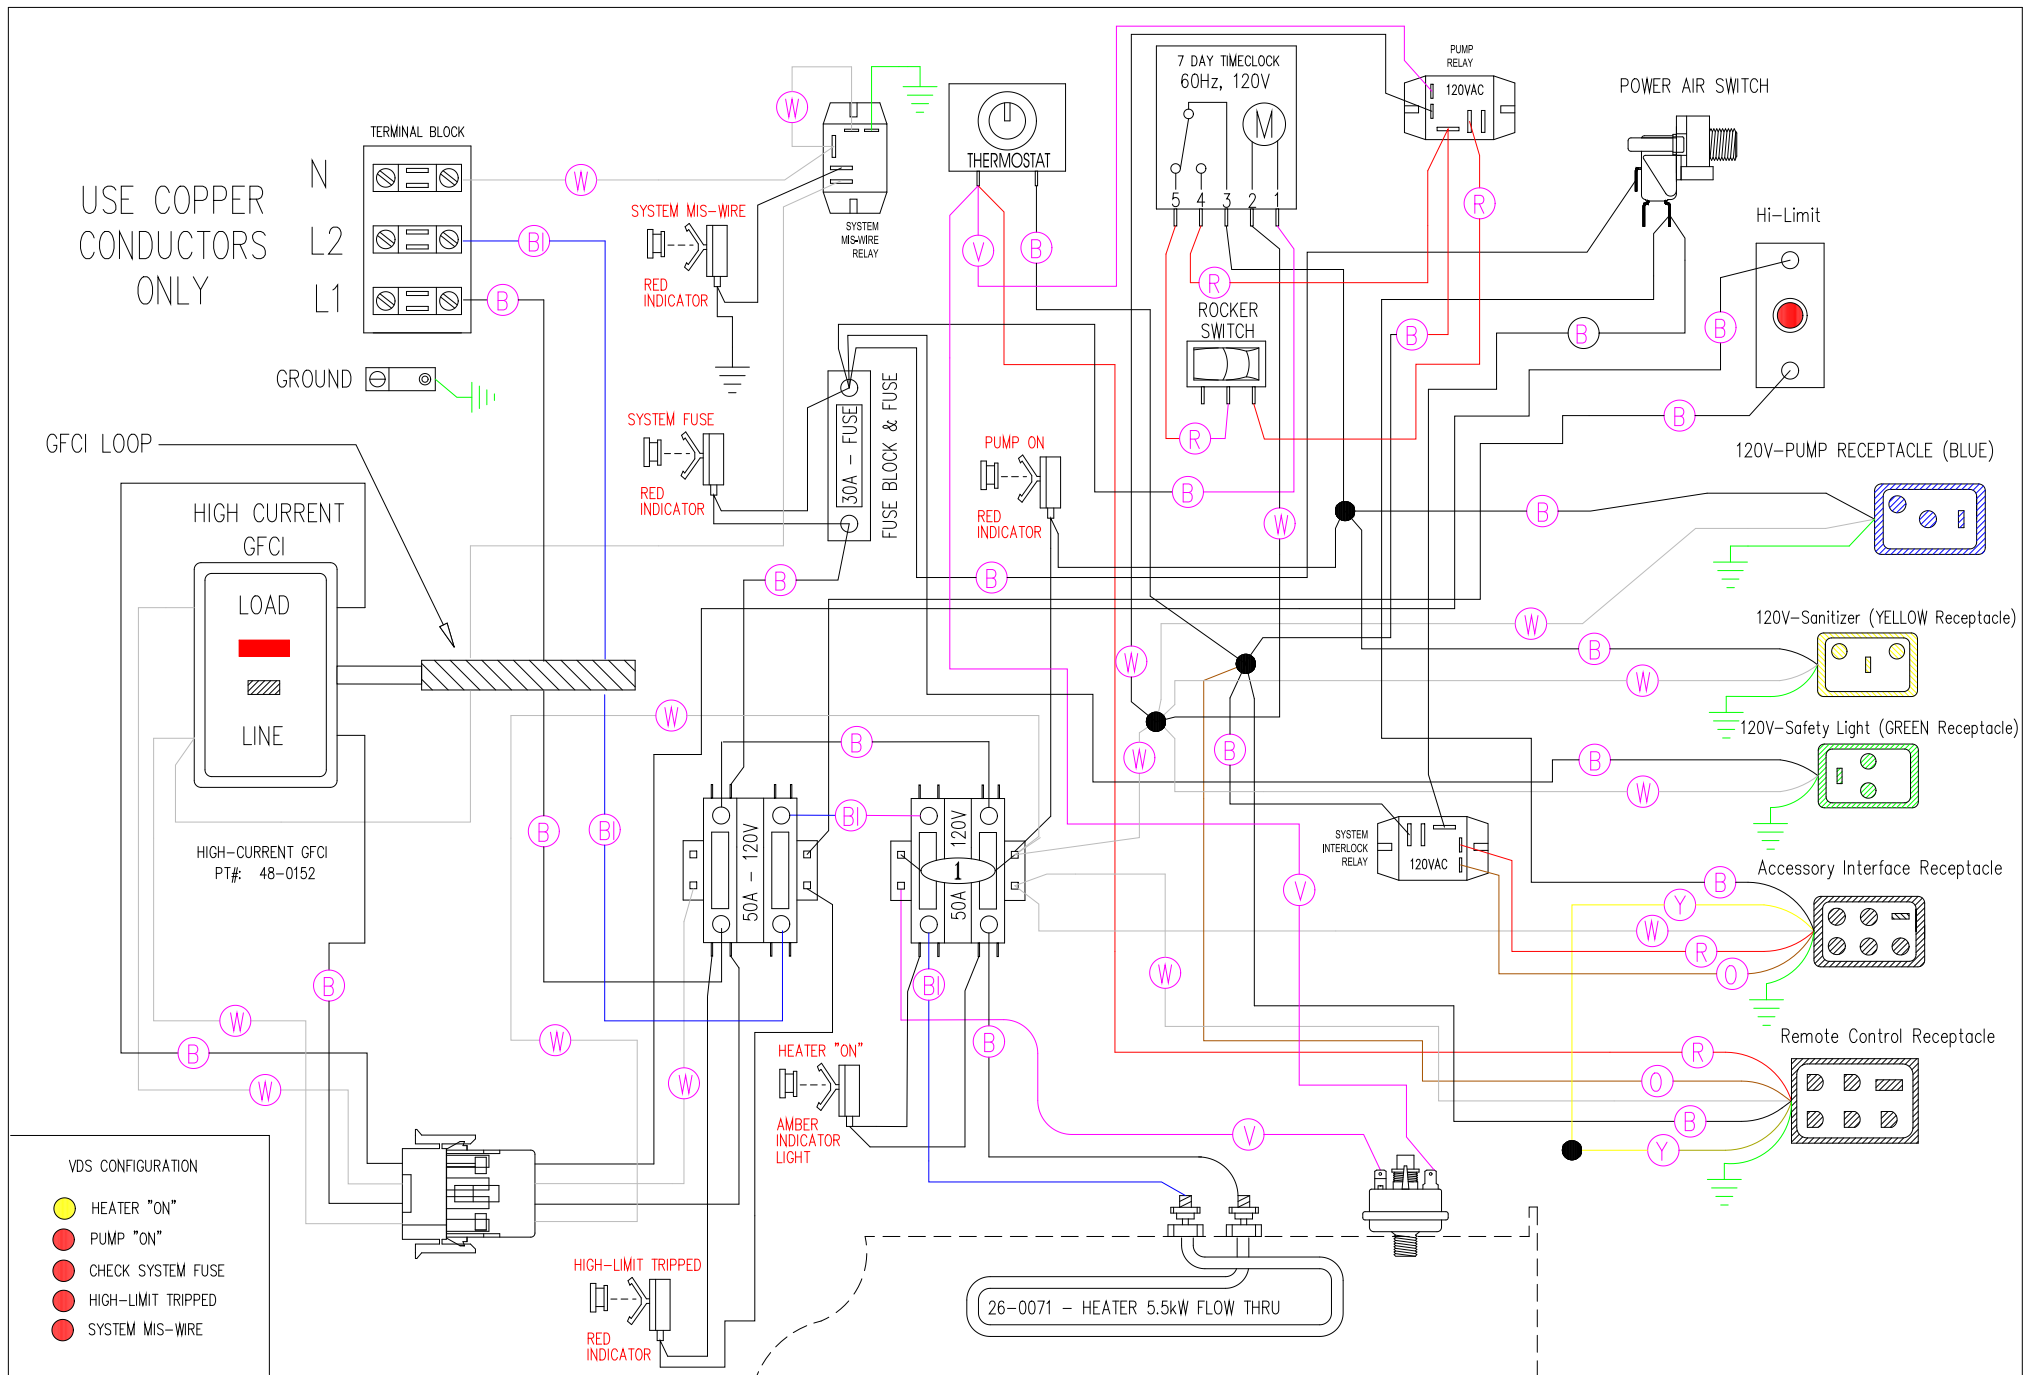 USE COPPER
CONDUCTORS
ONLY
TERMINAL BLOCK
N
L2
L1
GROUND
W
Bl
B
GFCI LOOP
HIGH CURRENT
GFCI
LOAD
LINE
HIGH-CURRENT GFCI
PT#: 48-0152
W
SYSTEM
MIS-WIRE
RELAY
SYSTEM MIS-WIRE
RED
INDICATOR
SYSTEM FUSE
RED
INDICATOR
30A - FUSE
FUSE BLOCK & FUSE
THERMOSTAT
V
B
7 DAY TIMECLOCK
60Hz, 120V
M
5 4 3 2 1
R
ROCKER
SWITCH
R
B
W
PUMP
RELAY
120VAC
R
B
POWER AIR SWITCH
Hi-Limit
B
B
B
PUMP ON
RED
INDICATOR
B
B
120V-PUMP RECEPTACLE (BLUE)
B
W
120V-Sanitizer (YELLOW Receptacle)
B
W
120V-Safety Light (GREEN Receptacle)
B
W
W
W
B
W
B
Bl
B
Bl
50A - 120V
50A 120V
1
SYSTEM
INTERLOCK
RELAY
120VAC
V
Accessory Interface Receptacle
B
Y
W
R
O
Remote Control Receptacle
R
O
B
Y
W
Bl
B
B
W
B
W
W
W
HEATER "ON"
AMBER
INDICATOR
LIGHT
V
VDS CONFIGURATION
HEATER "ON"
PUMP "ON"
CHECK SYSTEM FUSE
HIGH-LIMIT TRIPPED
SYSTEM MIS-WIRE
HIGH-LIMIT TRIPPED
RED
INDICATOR
26-0071 - HEATER 5.5kW FLOW THRU